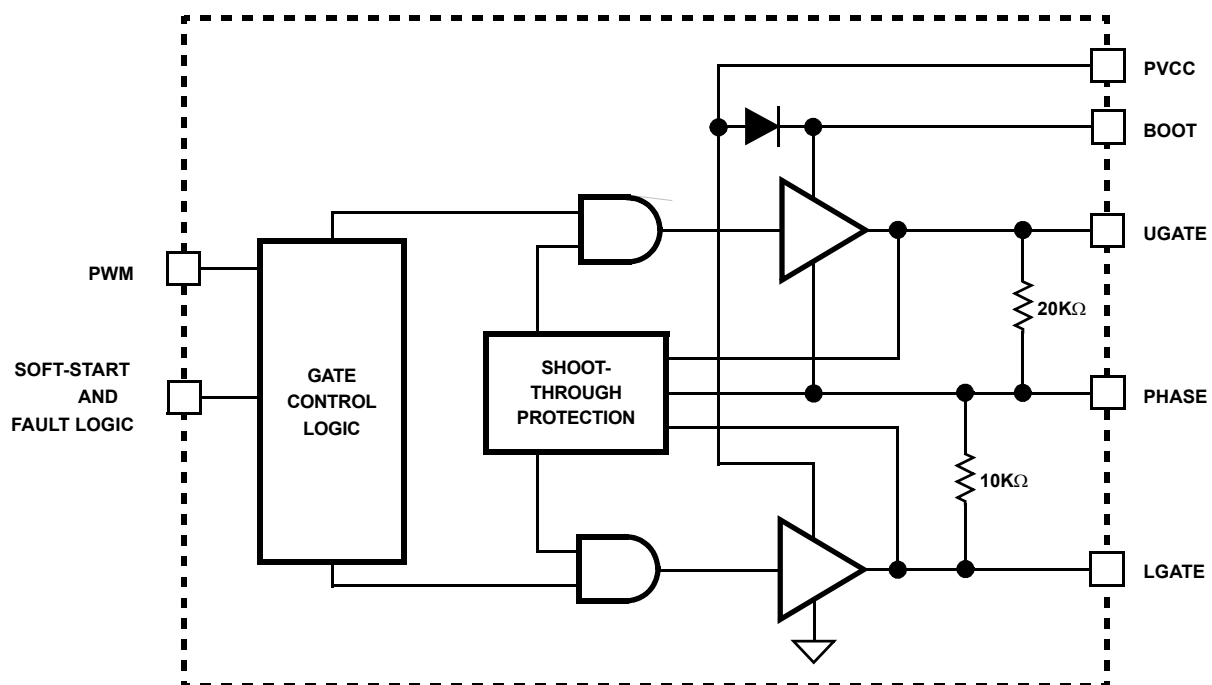 PVCC
BOOT
UGATE
PWM
20KΩ
SOFT-START
AND
FAULT LOGIC
GATE
CONTROL
LOGIC
SHOOT-
THROUGH
PROTECTION
PHASE
10KΩ
LGATE